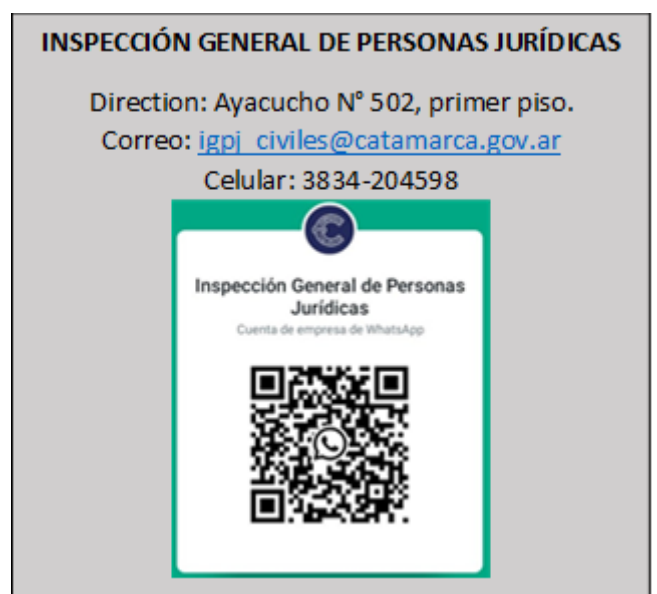 INSPECCIÓN GENERAL DE PERSONAS JURÍDICAS
Direction: Ayacucho N° 502, primer piso.
Correo: igpj_civiles@catamarca.gov.ar
Celular: 3834-204598
Inspección General de Personas
Jurídicas
Cuenta de empresa de WhatsApp